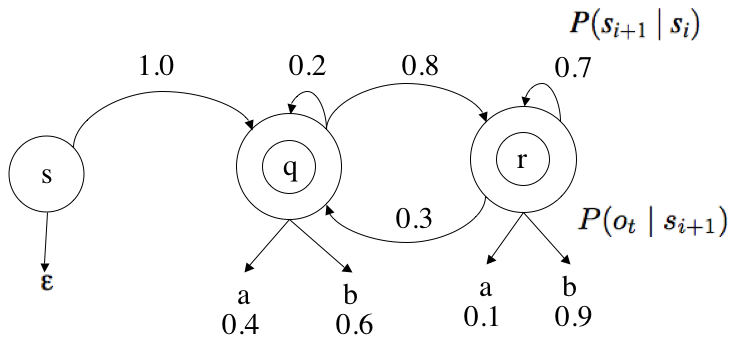 P(s_{i+1} | s_i)
1.0 0.2 0.8 0.7
s q r
0.3 P(o_t | s_{i+1})
ε a b a b
0.4 0.6 0.1 0.9